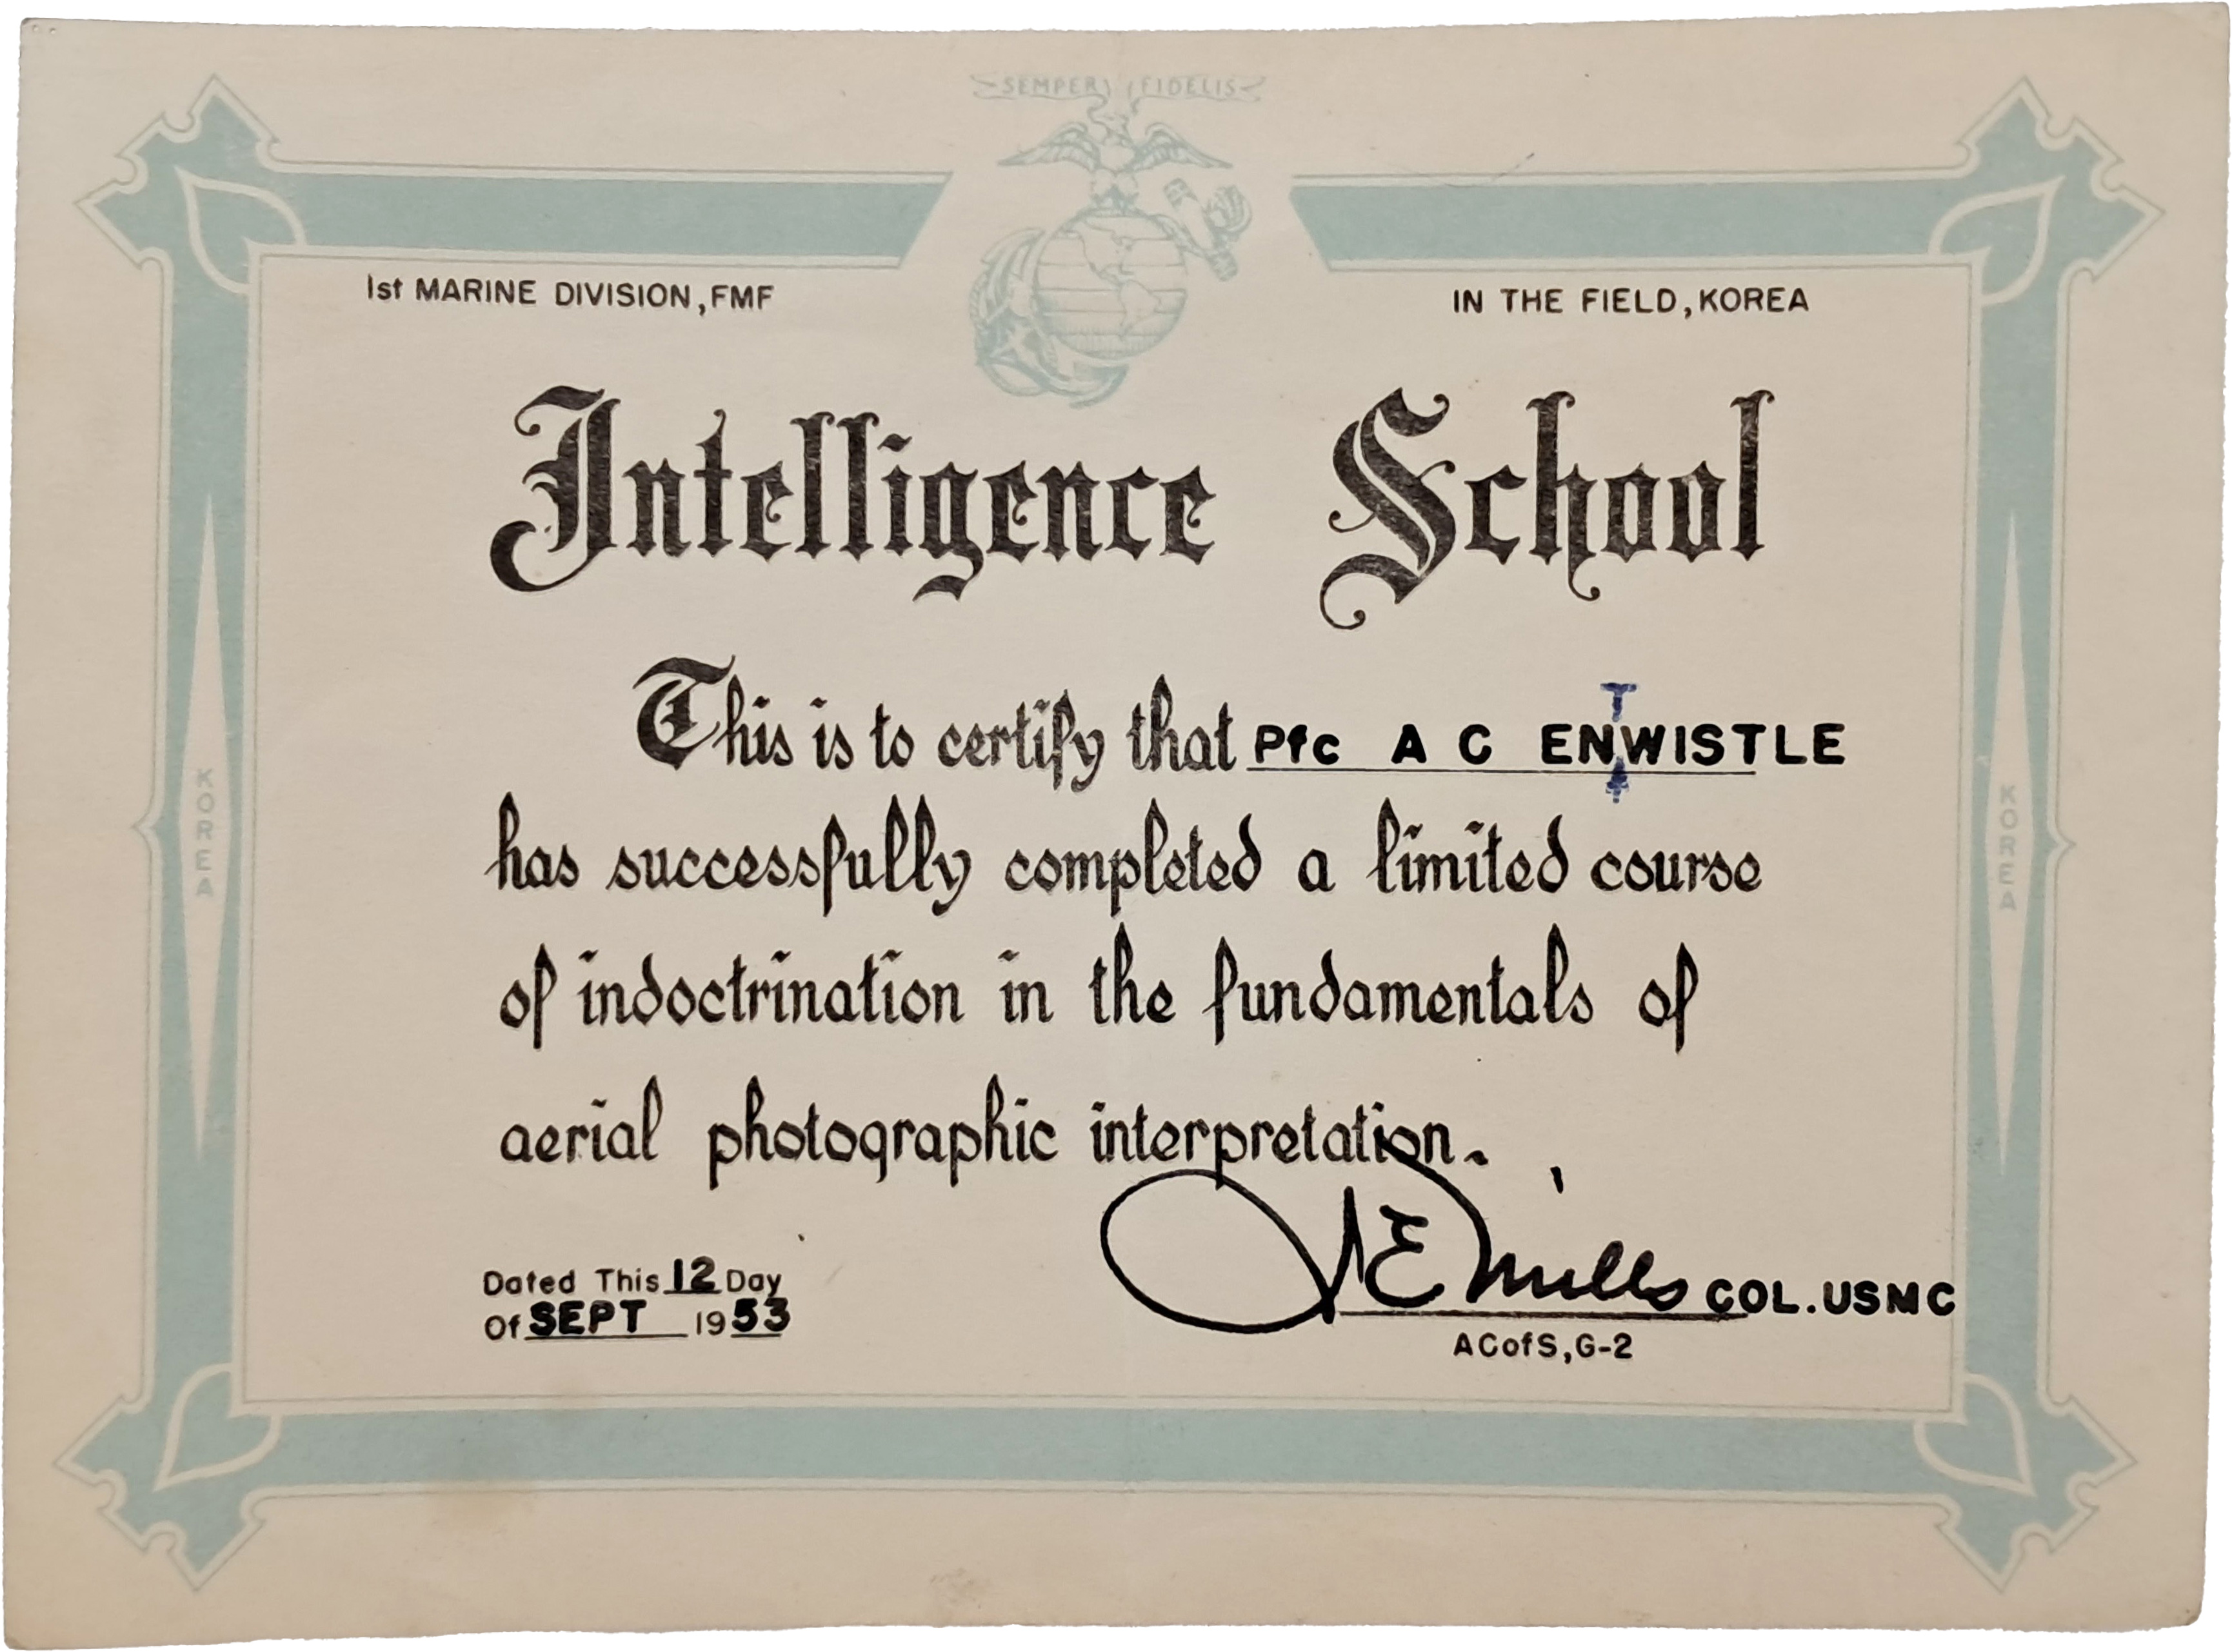 SEMPER FIDELIS
1st MARINE DIVISION, FMF
IN THE FIELD, KOREA
Intelligence School
T
This is to certify that Pfc A C ENWISTLE
has successfully completed a limited course
of indoctrination in the fundamentals of
aerial photographic interpretation.
KOREA
KOREA
Dated This 12 Day
Of SEPT 1953
J E Mills COL. USMC
ACofS, G-2